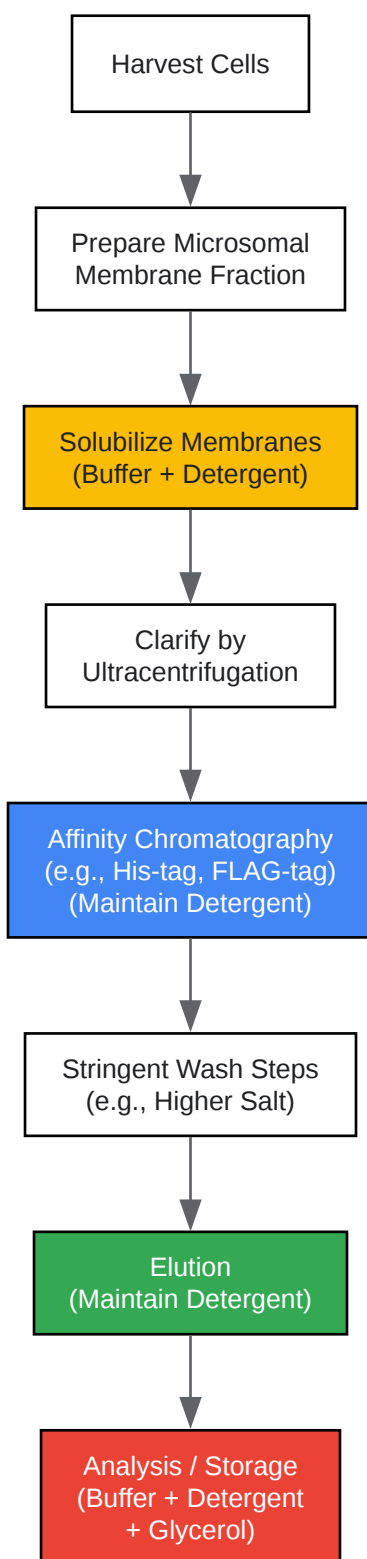 Harvest Cells
Prepare Microsomal
Membrane Fraction
Solubilize Membranes
(Buffer + Detergent)
Clarify by
Ultracentrifugation
Affinity Chromatography
(e.g., His-tag, FLAG-tag)
(Maintain Detergent)
Stringent Wash Steps
(e.g., Higher Salt)
Elution
(Maintain Detergent)
Analysis / Storage
(Buffer + Detergent
+ Glycerol)